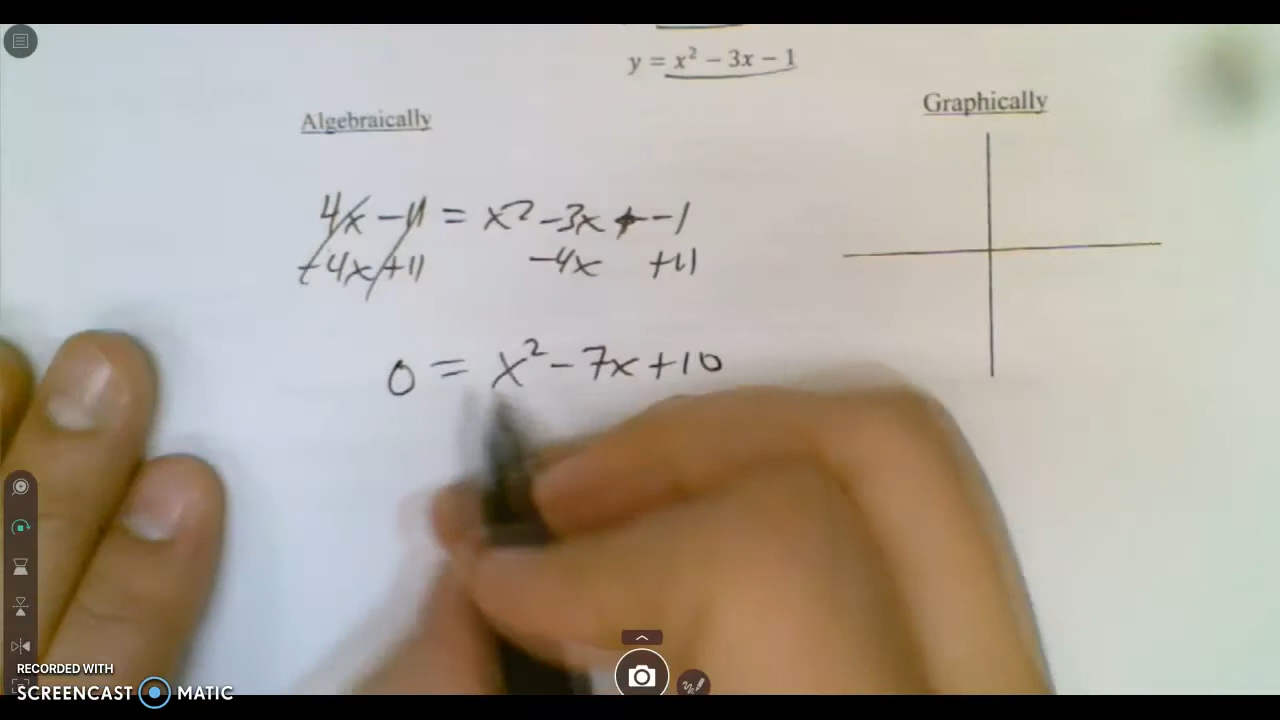 y = x² − 3x − 1
Algebraically
Graphically
4x − 11 = x² − 3x − 1
−4x +11 −4x +11
0 = x² − 7x + 10
RECORDED WITH
SCREENCAST MATIC